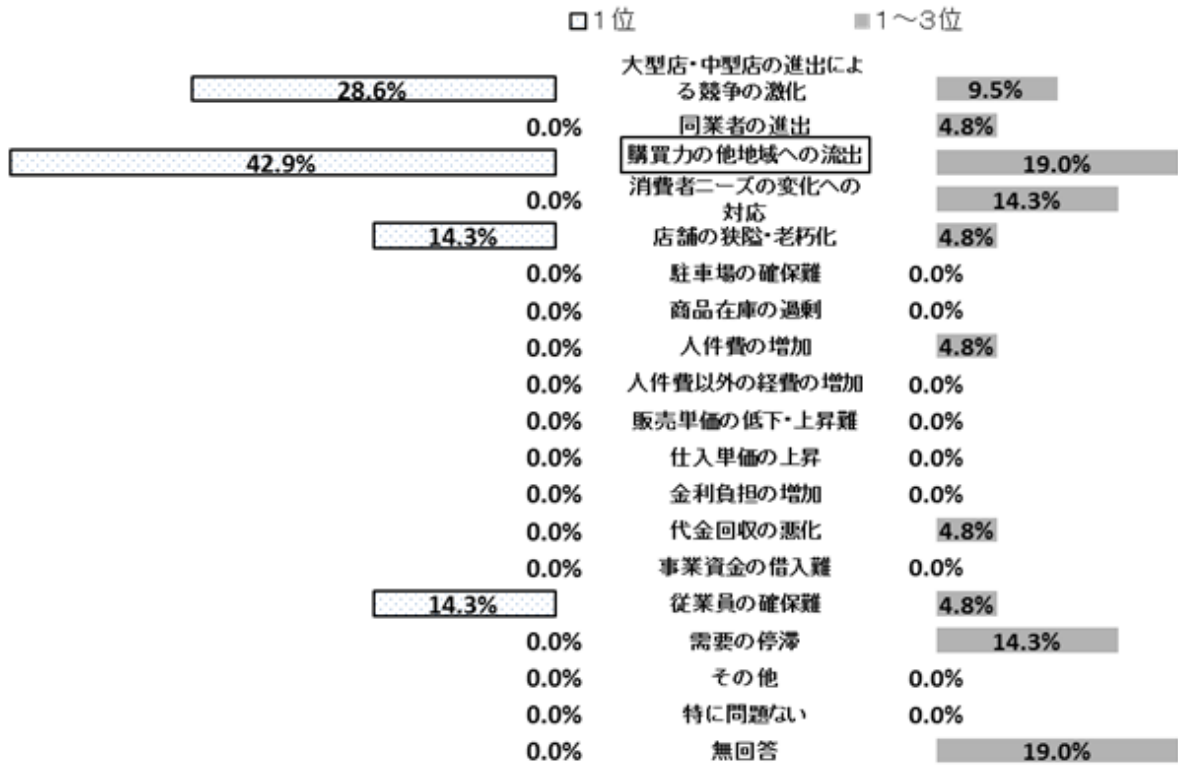 □1位 ■1~3位
28.6% 大型店・中型店の進出による競争の激化 9.5%
0.0% 同業者の進出 4.8%
42.9% 購買力の他地域への流出 19.0%
0.0% 消費者ニーズの変化への対応 14.3%
14.3% 店舗の狭隘・老朽化 4.8%
0.0% 駐車場の確保難 0.0%
0.0% 商品在庫の過剰 0.0%
0.0% 人件費の増加 4.8%
0.0% 人件費以外の経費の増加 0.0%
0.0% 販売単価の低下・上昇難 0.0%
0.0% 仕入単価の上昇 0.0%
0.0% 金利負担の増加 0.0%
0.0% 代金回収の悪化 4.8%
0.0% 事業資金の借入難 0.0%
14.3% 従業員の確保難 4.8%
0.0% 需要の停滞 14.3%
0.0% その他 0.0%
0.0% 特に問題ない 0.0%
0.0% 無回答 19.0%